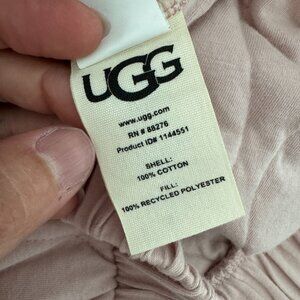 UGG
www.ugg.com
RN # 88276
Product ID# 1144551
SHELL:
100% COTTON
FILL:
100% RECYCLED POLYESTER